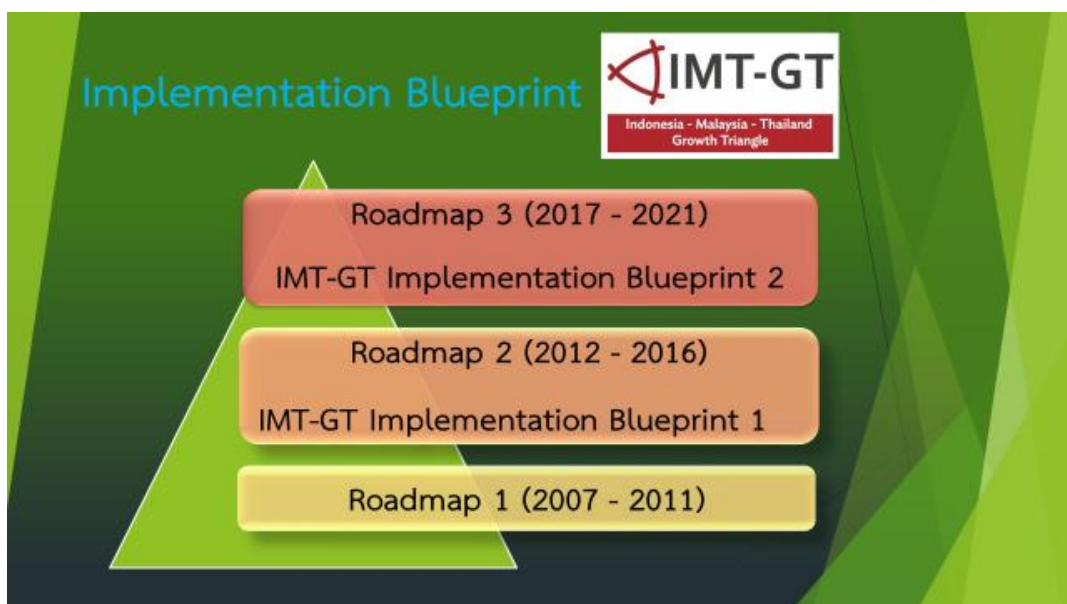 Implementation Blueprint
IMT-GT
Indonesia - Malaysia - Thailand
Growth Triangle
Roadmap 3 (2017 - 2021)
IMT-GT Implementation Blueprint 2
Roadmap 2 (2012 - 2016)
IMT-GT Implementation Blueprint 1
Roadmap 1 (2007 - 2011)